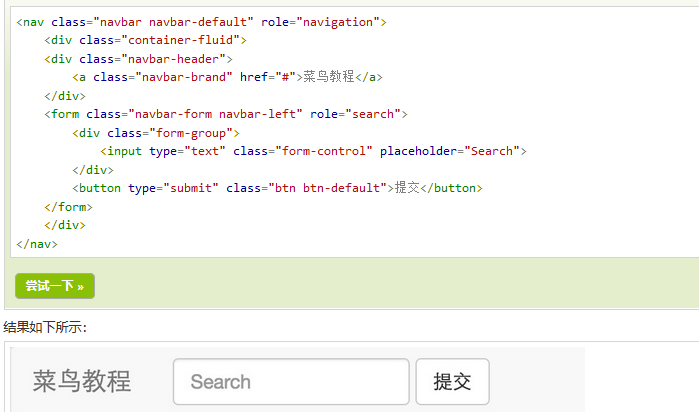 <nav class="navbar navbar-default" role="navigation">
    <div class="container-fluid">
    <div class="navbar-header">
        <a class="navbar-brand" href="#">菜鸟教程</a>
    </div>
    <form class="navbar-form navbar-left" role="search">
        <div class="form-group">
            <input type="text" class="form-control" placeholder="Search">
        </div>
        <button type="submit" class="btn btn-default">提交</button>
    </form>
    </div>
</nav>
尝试一下 »
结果如下所示：
菜鸟教程 Search 提交